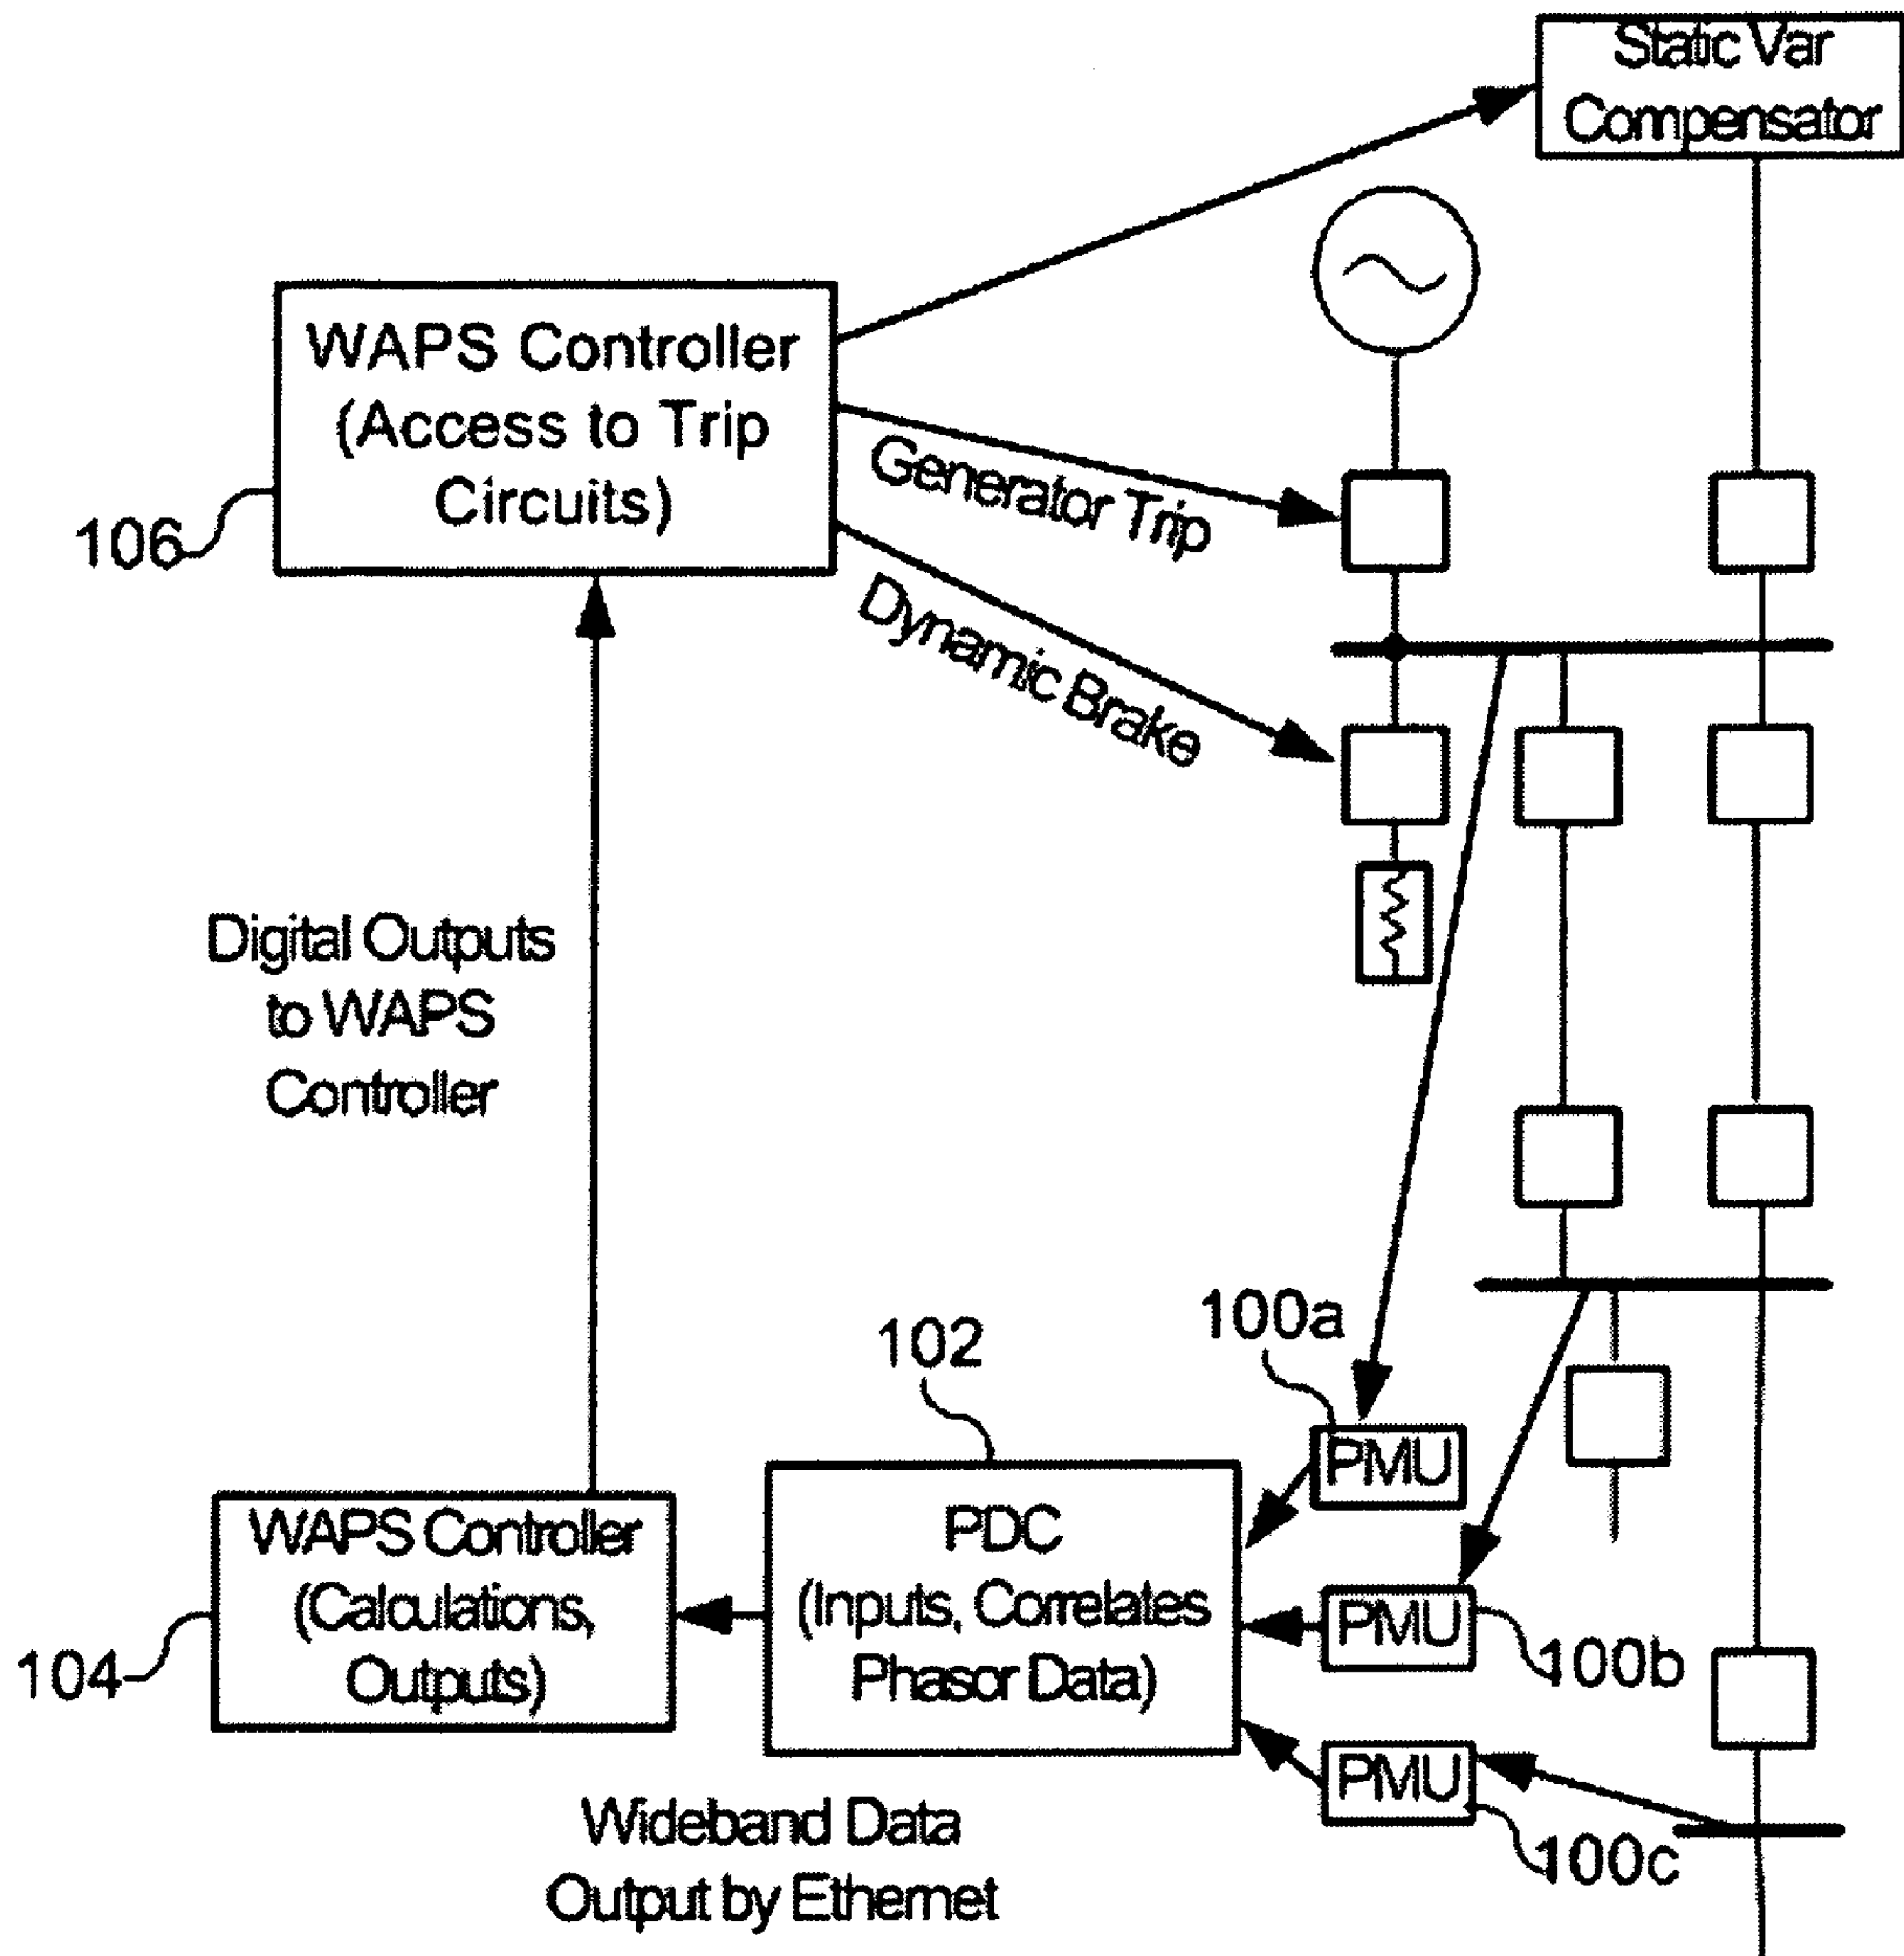 Static Var
Compensator
WAPS Controller
(Access to Trip
Circuits)
106
Generator Trip
Dynamic Brake
Digital Outputs
to WAPS
Controller
100a
102
PMU
PDC
(Inputs, Correlates
Phasor Data)
WAPS Controller
(Calculations,
Outputs)
104
PMU
100b
PMU
100c
Wideband Data
Output by Ethernet